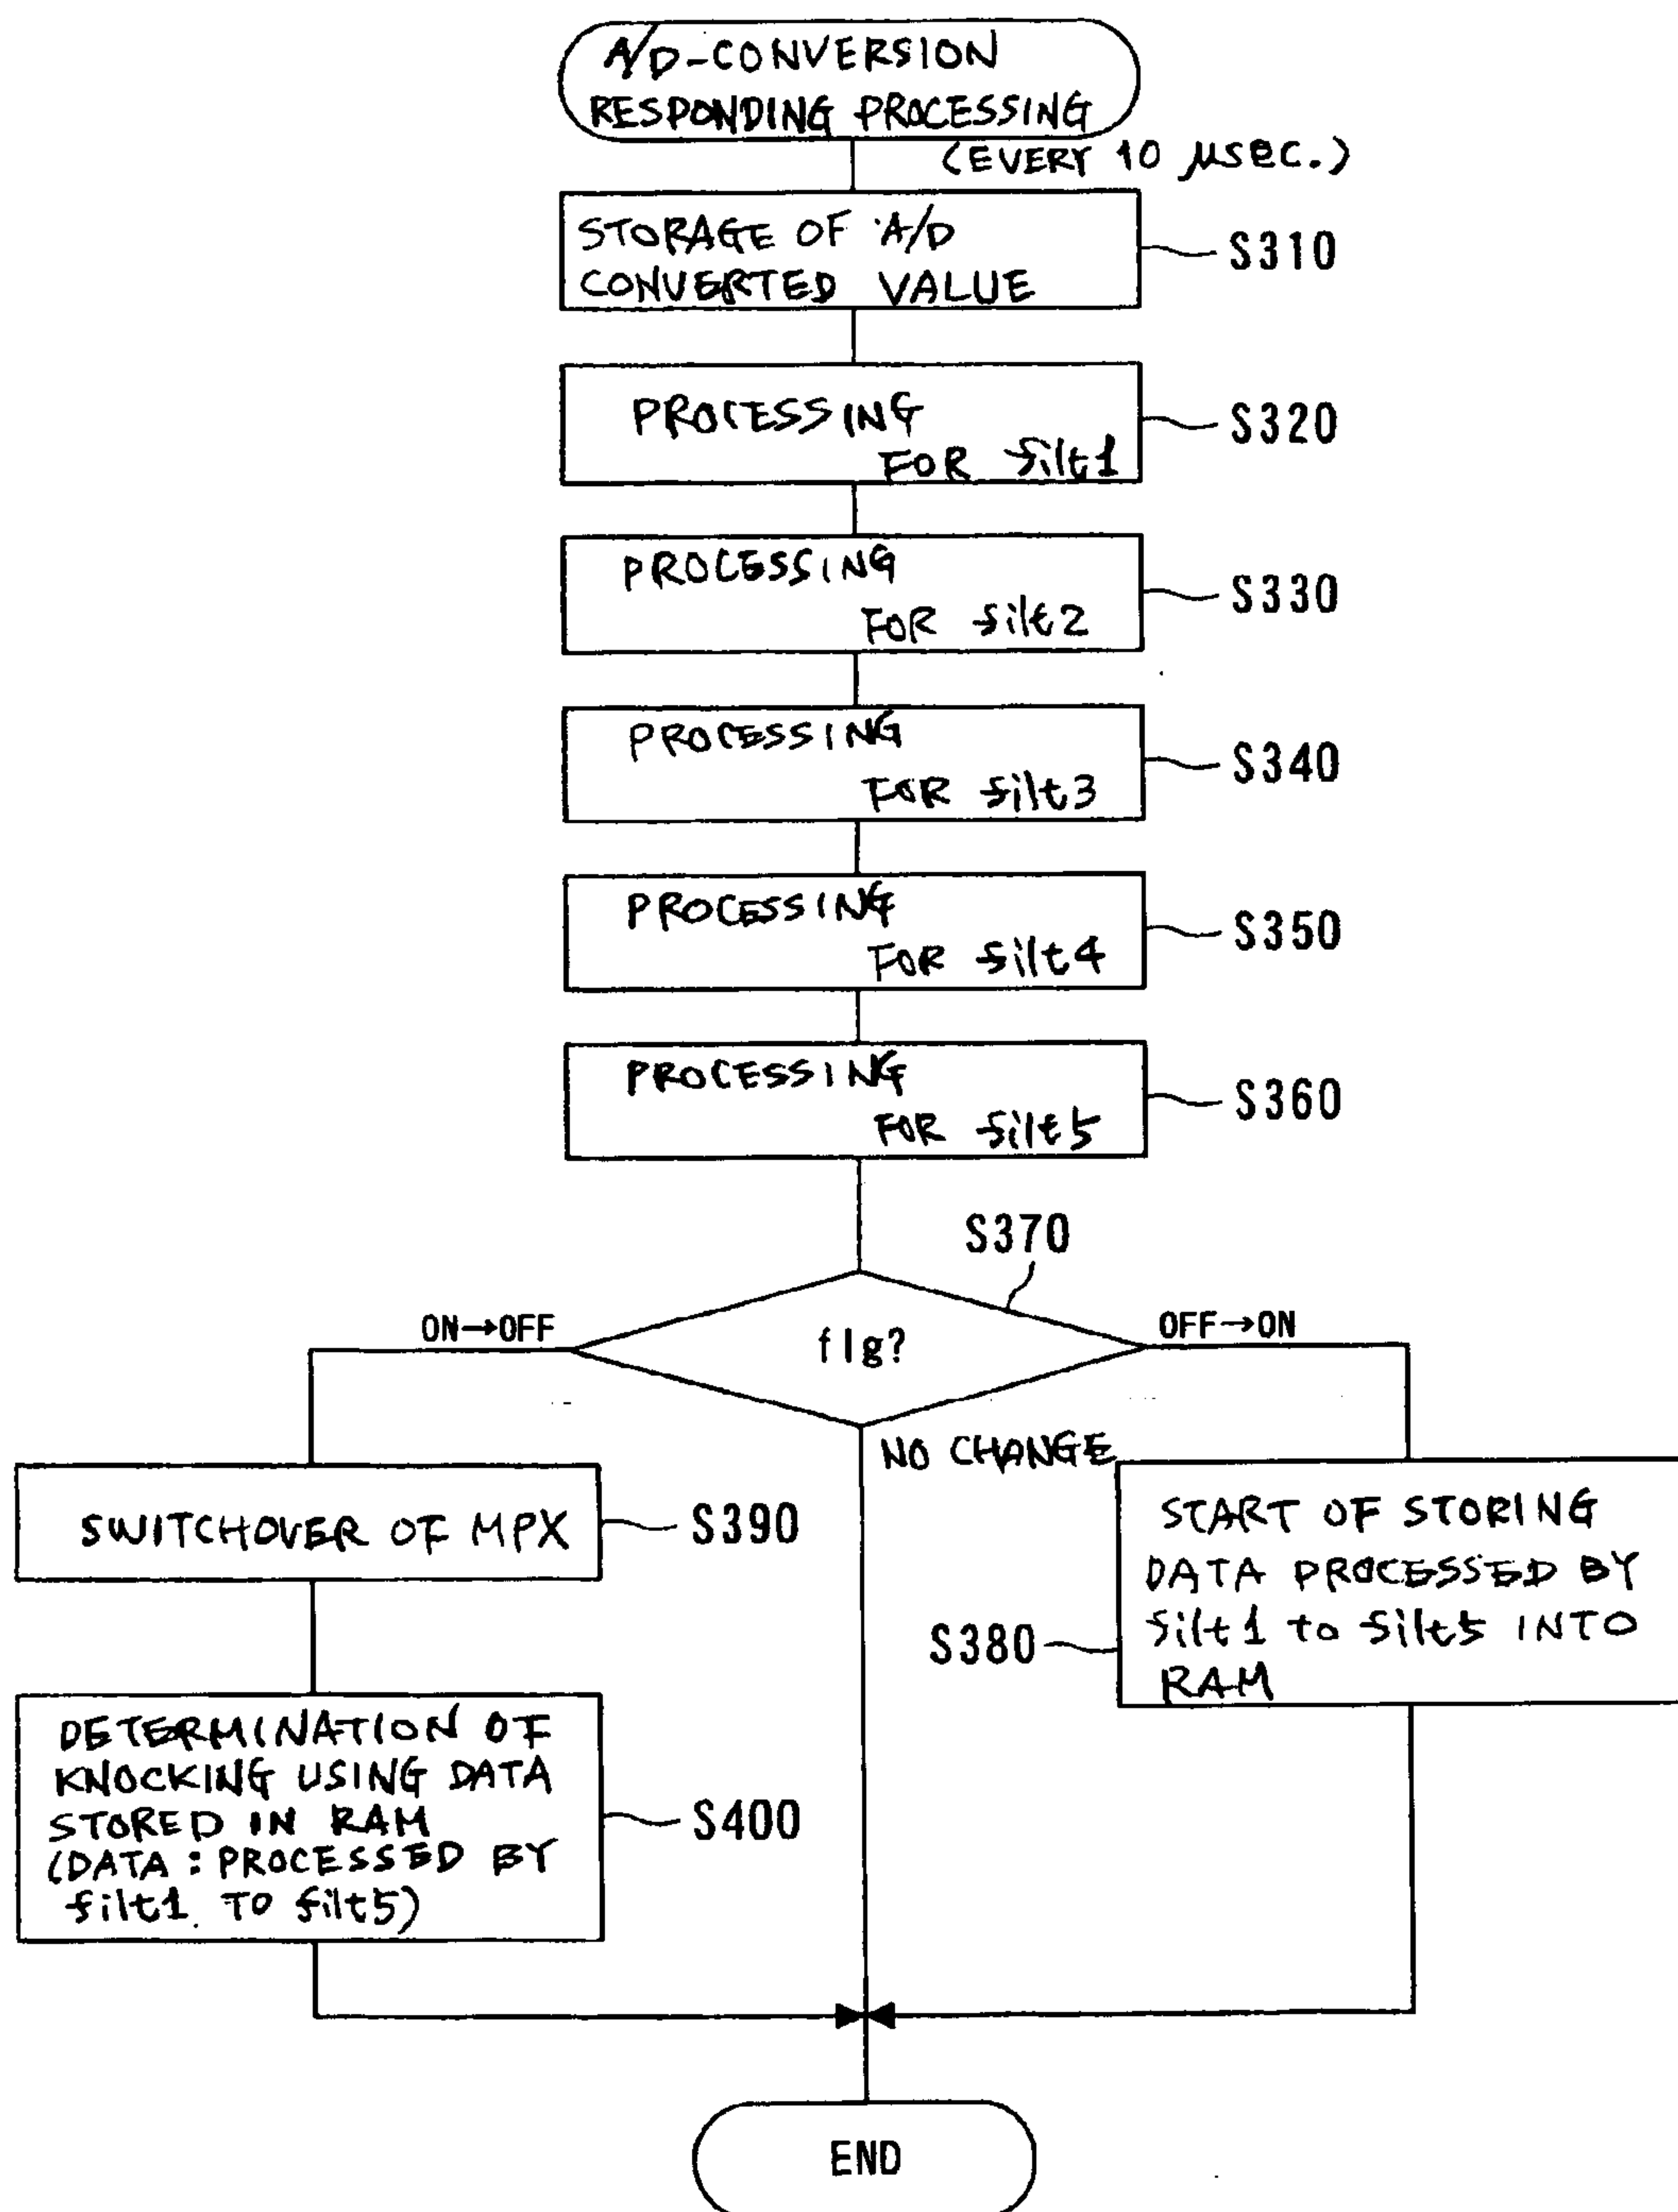 A/D-CONVERSION
RESPONDING PROCESSING
(EVERY 10 μsec.)
STORAGE OF A/D
CONVERTED VALUE
S310
PROCESSING
FOR filt1
S320
PROCESSING
FOR filt2
S330
PROCESSING
FOR filt3
S340
PROCESSING
FOR filt4
S350
PROCESSING
FOR filt5
S360
S370
ON→OFF
flg?
OFF→ON
NO CHANGE
SWITCHOVER OF MPX
S390
START OF STORING
DATA PROCESSED BY
filt1 to filt5 INTO
RAM
S380
DETERMINATION OF
KNOCKING USING DATA
STORED IN RAM
(DATA : PROCESSED BY
filt1 TO filt5)
S400
END